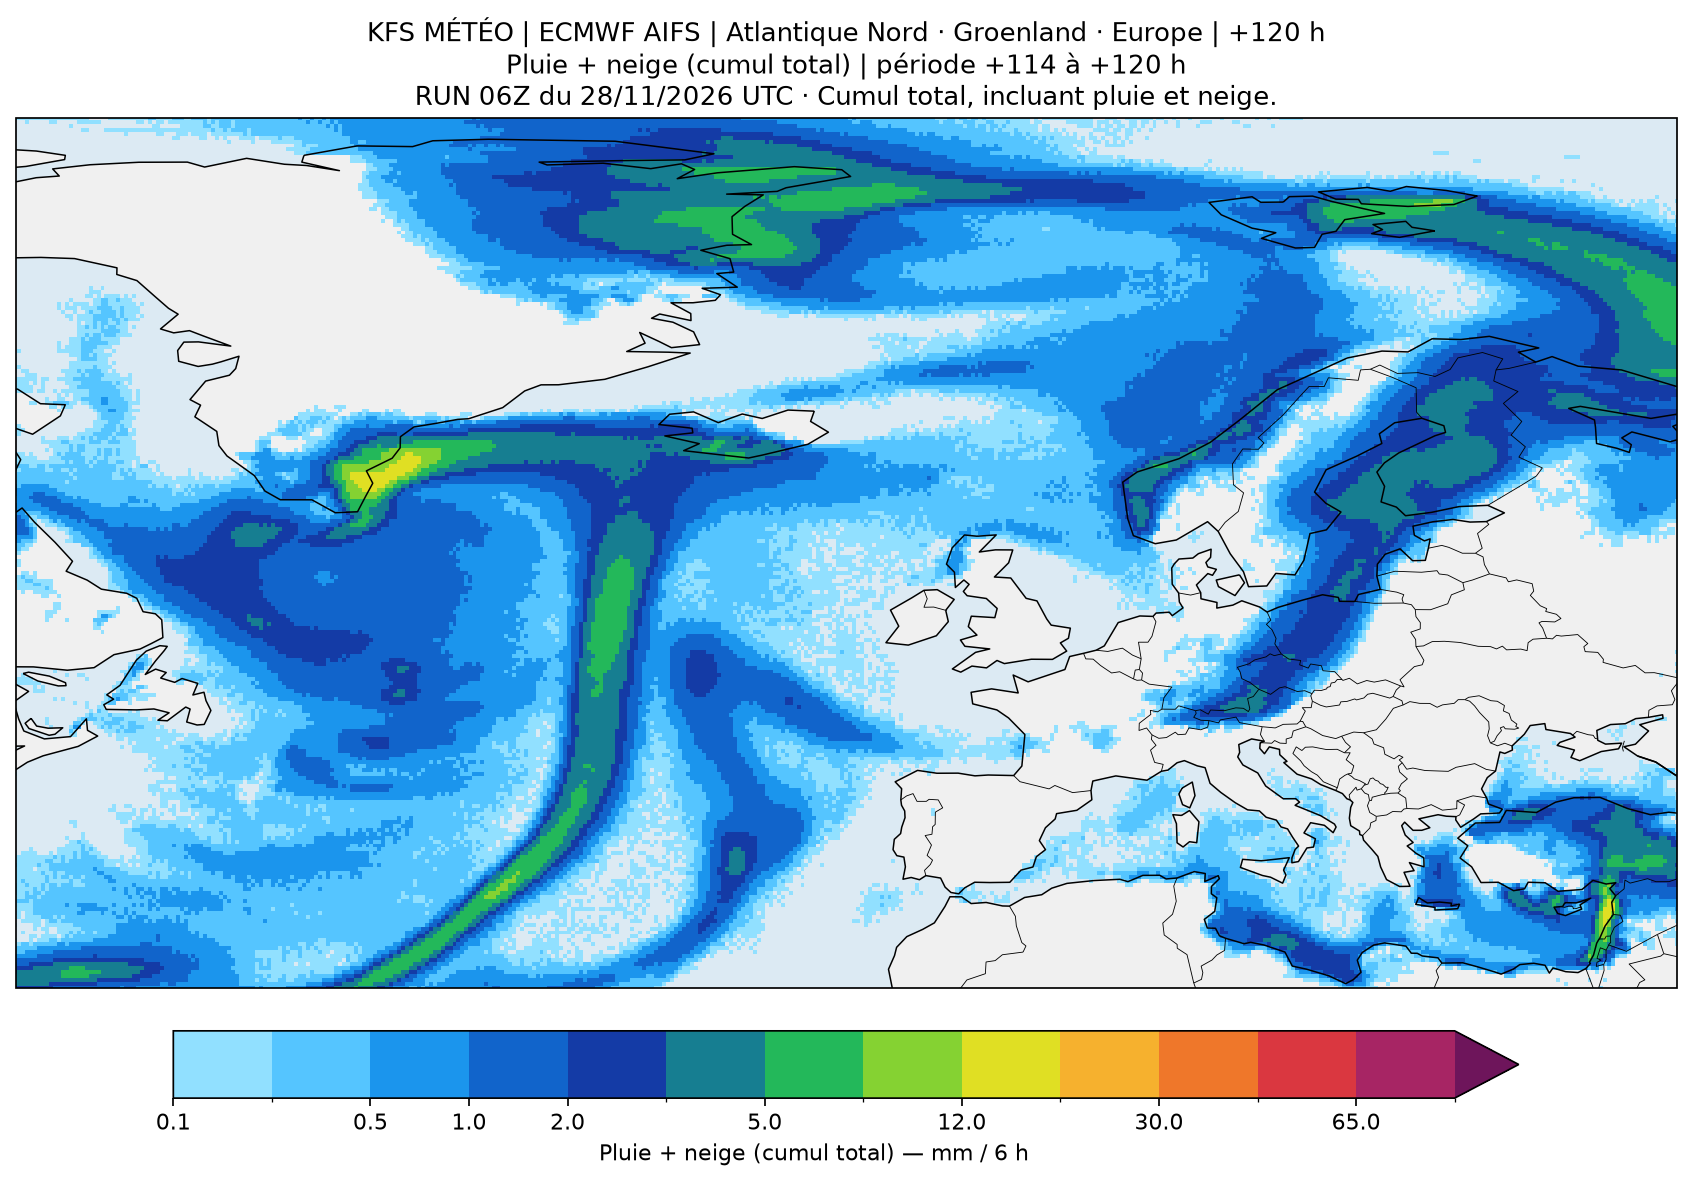 KFS MÉTÉO | ECMWF AIFS | Atlantique Nord · Groenland · Europe | +120 h
Pluie + neige (cumul total) | période +114 à +120 h
RUN 06Z du 28/11/2026 UTC · Cumul total, incluant pluie et neige.
0.1 0.5 1.0 2.0 5.0 12.0 30.0 65.0
Pluie + neige (cumul total) — mm / 6 h